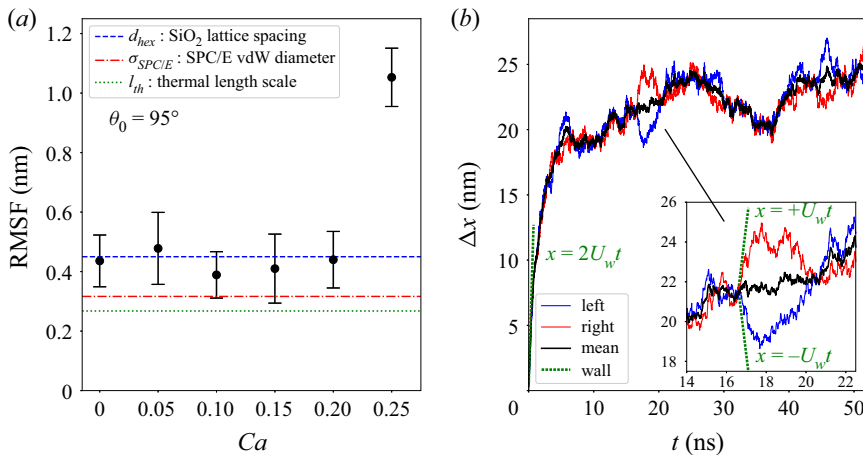 (a)
1.2
1.0
0.8
0.6
0.4
0.2
0
RMSF (nm)
d_hex : SiO₂ lattice spacing
σ_SPC/E : SPC/E vdW diameter
l_th : thermal length scale
θ₀ = 95°
0 0.05 0.10 0.15 0.20 0.25
Ca
(b)
25
20
15
10
5
0
Δx (nm)
x = 2U_w t
left
right
mean
wall
26
24
22
20
18
x = +U_w t
x = –U_w t
14 16 18 20 22
10 20 30 40 50
t (ns)